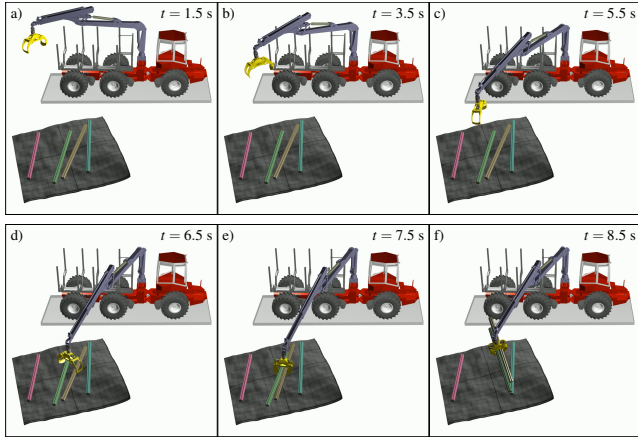 a) t = 1.5 s
b) t = 3.5 s
c) t = 5.5 s
d) t = 6.5 s
e) t = 7.5 s
f) t = 8.5 s